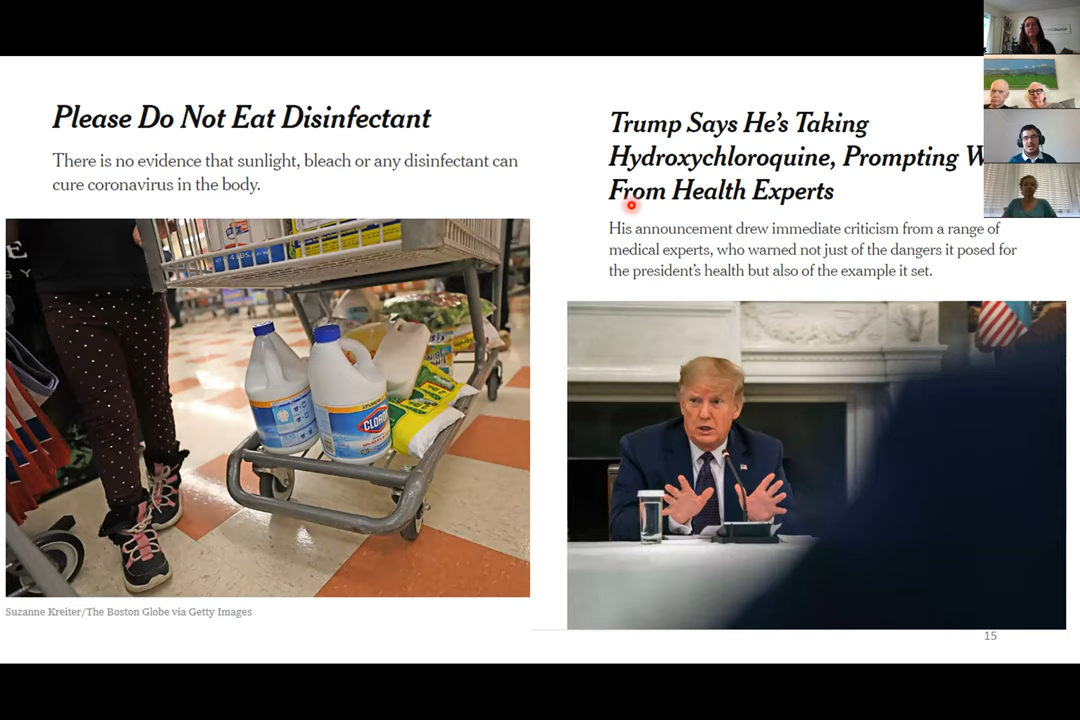 Please Do Not Eat Disinfectant
There is no evidence that sunlight, bleach or any disinfectant can
cure coronavirus in the body.
CLOROX
Suzanne Kreiter/The Boston Globe via Getty Images
Trump Says He's Taking
Hydroxychloroquine, Prompting W
From Health Experts
His announcement drew immediate criticism from a range of
medical experts, who warned not just of the dangers it posed for
the president's health but also of the example it set.
15